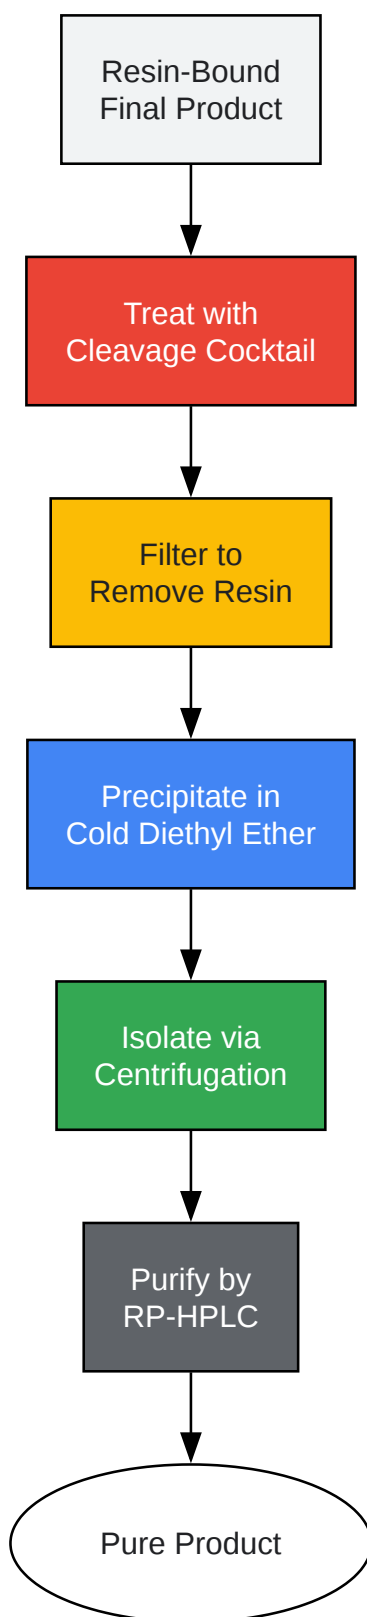 Resin-Bound
Final Product
Treat with
Cleavage Cocktail
Filter to
Remove Resin
Precipitate in
Cold Diethyl Ether
Isolate via
Centrifugation
Purify by
RP-HPLC
Pure Product